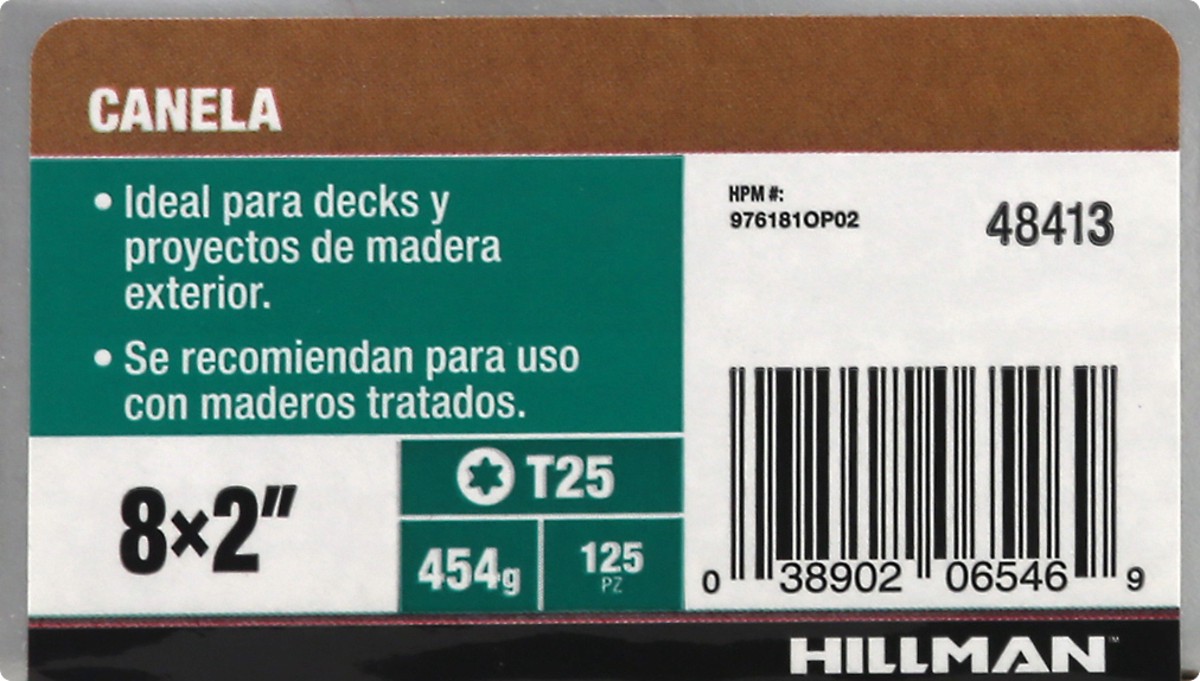 CANELA
• Ideal para decks y
proyectos de madera
exterior.
• Se recomiendan para uso
con maderos tratados.
HPM #:
976181OP02
48413
8×2"
T25
454g
125
PZ
0 38902 06546 9
HILLMAN™